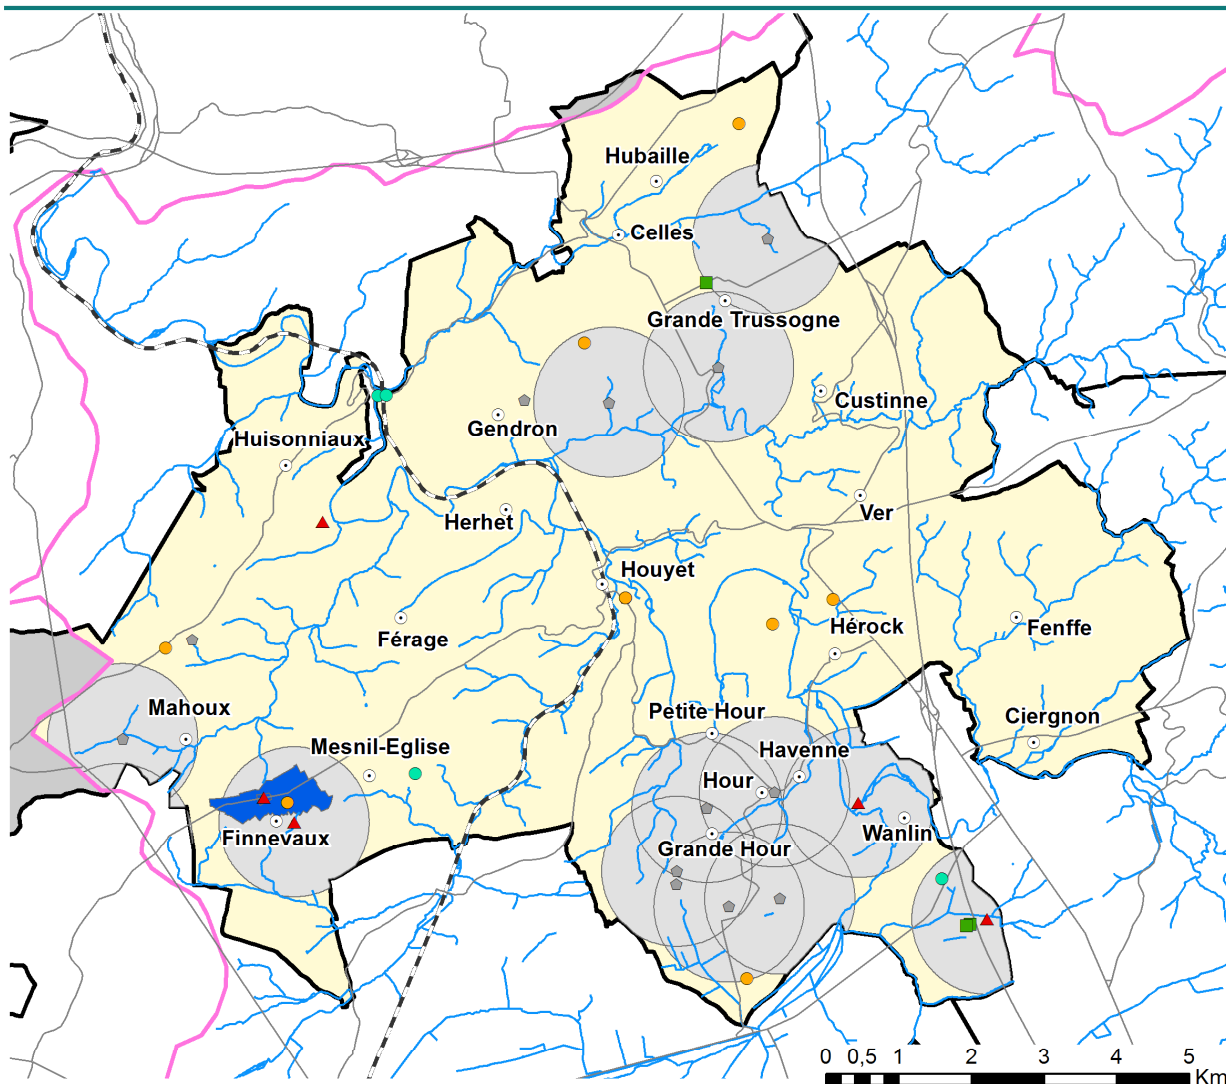 Hubaille
Celles
Grande Trussogne
Custinne
Gendron
Huisonniaux
Herhet
Ver
Houyet
Férage
Hérock
Fenffe
Mahoux
Petite Hour
Ciergnon
Mesnil-Eglise
Havenne
Hour
Finnevaux
Wanlin
Grande Hour
0 0,5 1 2 3 4 5
Km